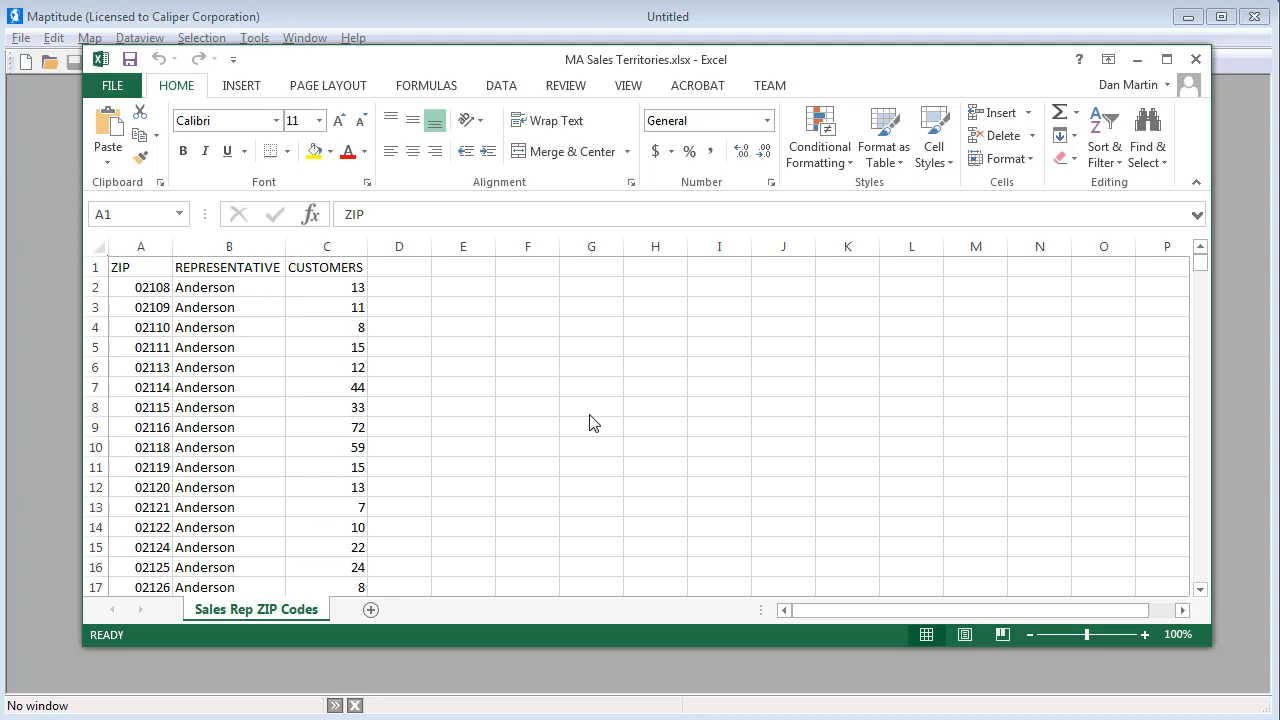 Maptitude (Licensed to Caliper Corporation) Untitled
File Edit Map Dataview Selection Tools Window Help
MA Sales Territories.xlsx - Excel
FILE HOME INSERT PAGE LAYOUT FORMULAS DATA REVIEW VIEW ACROBAT TEAM Dan Martin
Calibri 11 Wrap Text General Insert
Paste B I U Merge & Center $ % , Conditional Formatting Format as Table Cell Styles Delete Format Sort & Filter Find & Select
Clipboard Font Alignment Number Styles Cells Editing
A1 fx ZIP
A B C D E F G H I J K L M N O P
1 ZIP REPRESENTATIVE CUSTOMERS
2 02108 Anderson 13
3 02109 Anderson 11
4 02110 Anderson 8
5 02111 Anderson 15
6 02113 Anderson 12
7 02114 Anderson 44
8 02115 Anderson 33
9 02116 Anderson 72
10 02118 Anderson 59
11 02119 Anderson 15
12 02120 Anderson 13
13 02121 Anderson 7
14 02122 Anderson 10
15 02124 Anderson 22
16 02125 Anderson 24
17 02126 Anderson 8
Sales Rep ZIP Codes
READY 100%
No window